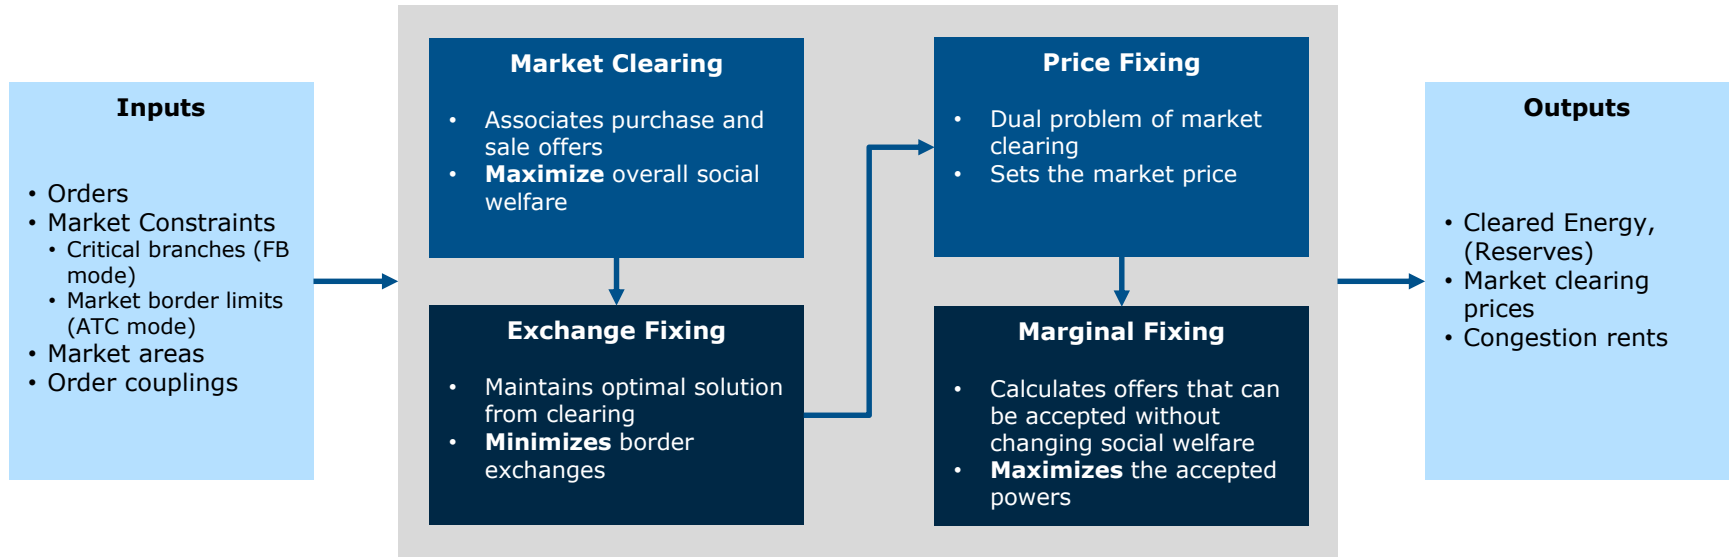 Inputs
• Orders
• Market Constraints
• Critical branches (FB
mode)
• Market border limits
(ATC mode)
• Market areas
• Order couplings
Market Clearing
• Associates purchase and
sale offers
• Maximize overall social
welfare
Exchange Fixing
• Maintains optimal solution
from clearing
• Minimizes border
exchanges
Price Fixing
• Dual problem of market
clearing
• Sets the market price
Marginal Fixing
• Calculates offers that can
be accepted without
changing social welfare
• Maximizes the accepted
powers
Outputs
• Cleared Energy,
(Reserves)
• Market clearing
prices
• Congestion rents